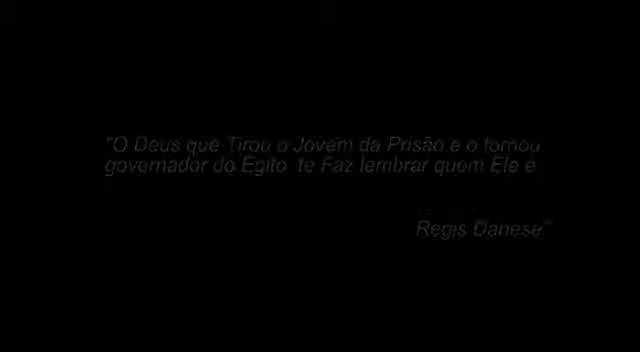 "O Deus que Tirou o Jovem da Prisão e o tornou
governador do Egito te Faz lembrar quem Ele é
Regis Danese"